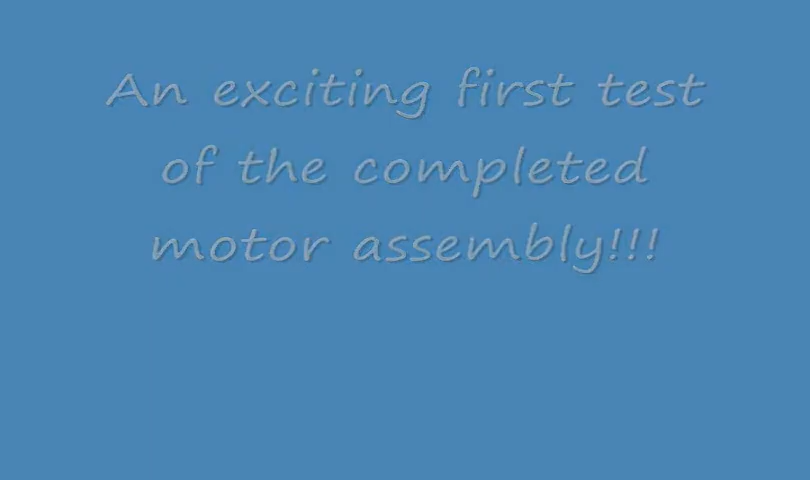 An exciting first test
of the completed
motor assembly!!!